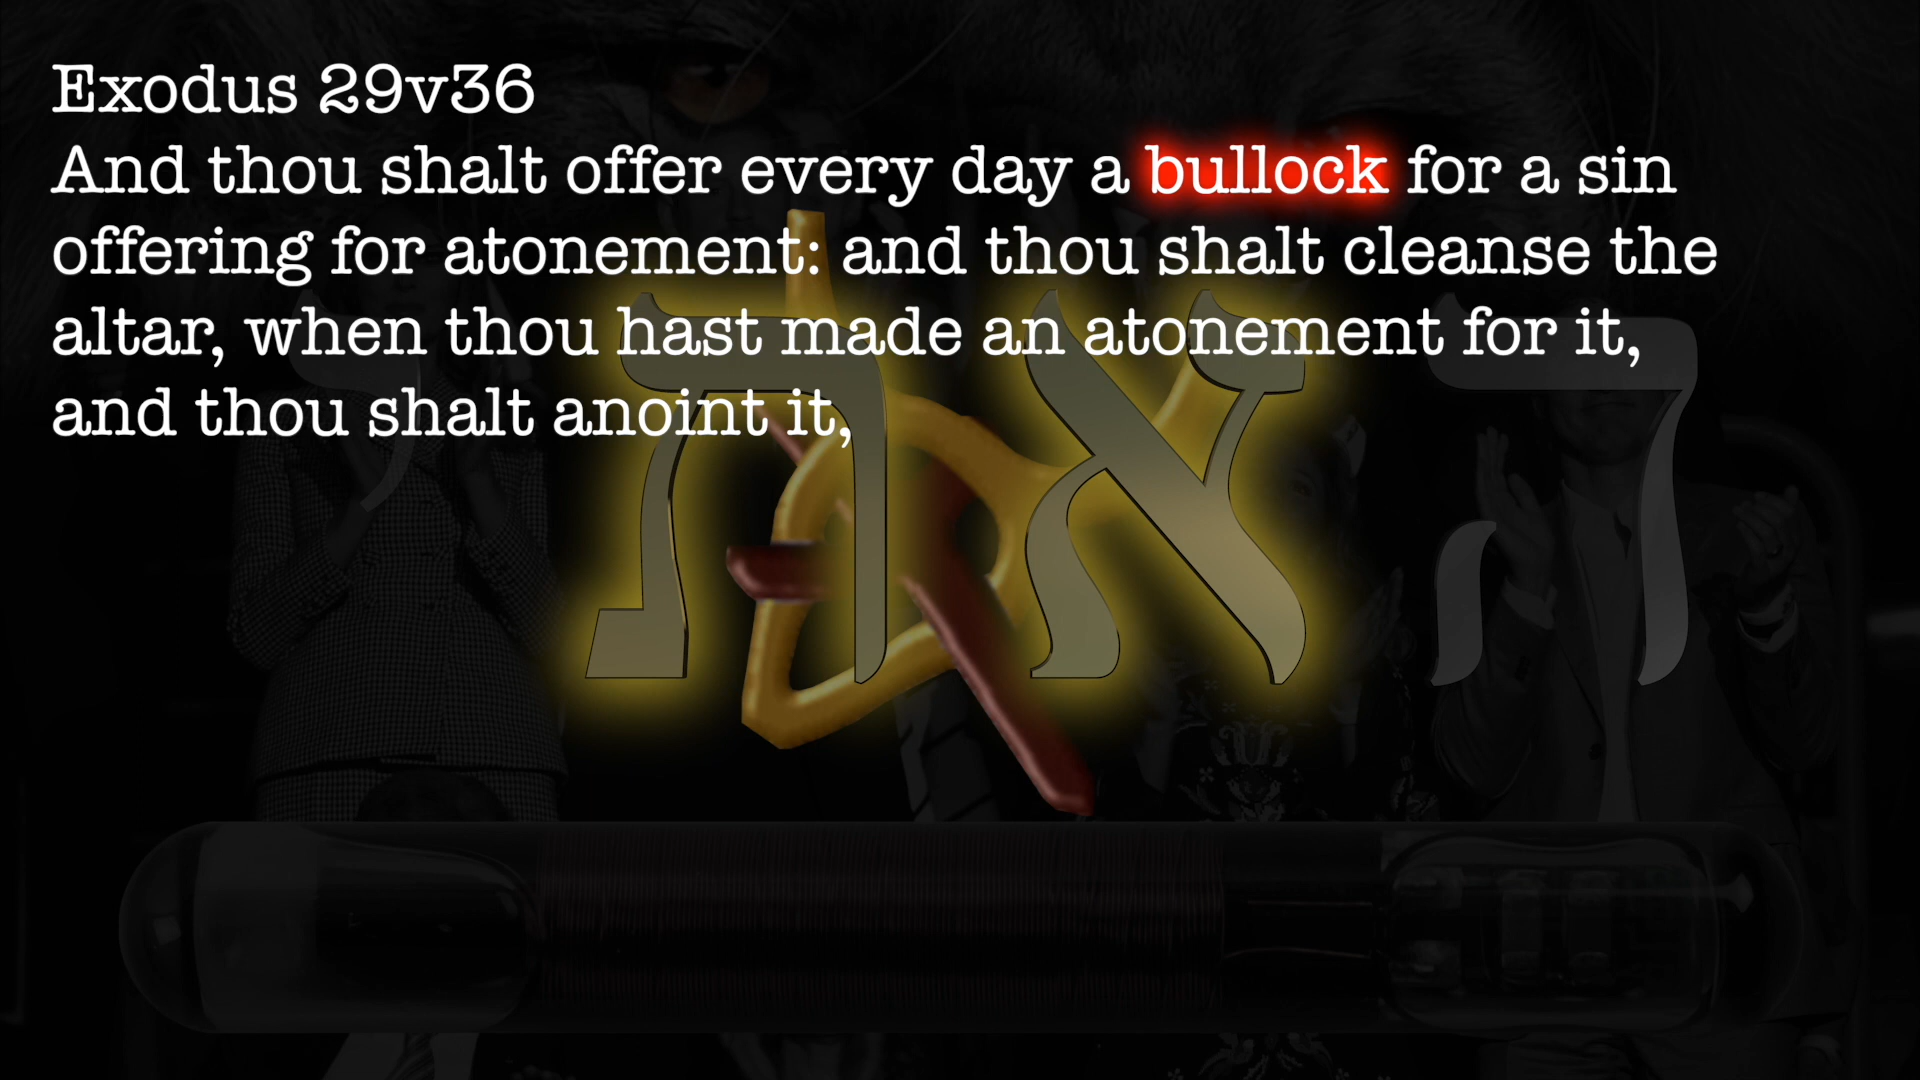 Exodus 29v36
And thou shalt offer every day a bullock for a sin
offering for atonement: and thou shalt cleanse the
altar, when thou hast made an atonement for it,
and thou shalt anoint it,
קאתי